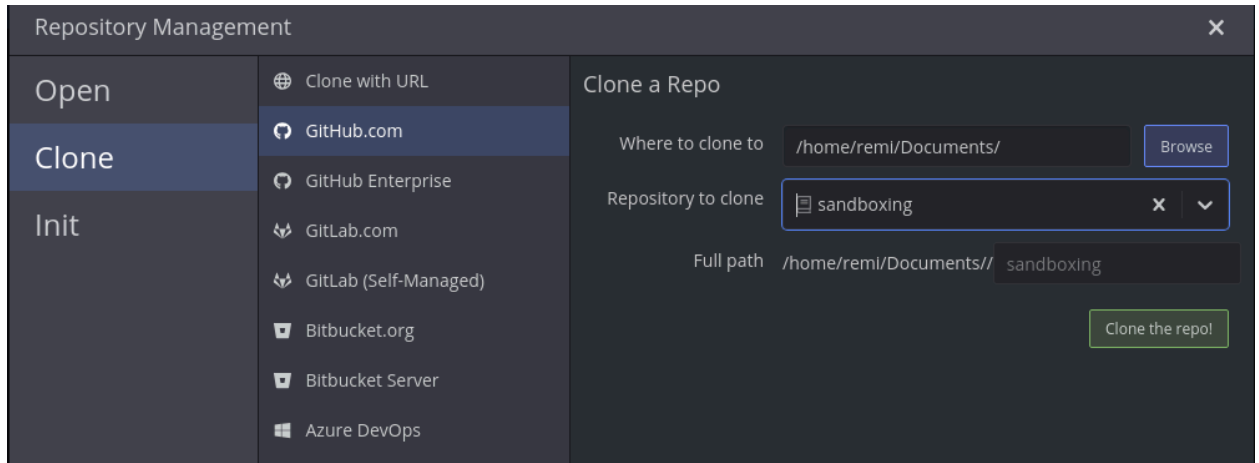 Repository Management
Open
Clone
Init
Clone with URL
GitHub.com
GitHub Enterprise
GitLab.com
GitLab (Self-Managed)
Bitbucket.org
Bitbucket Server
Azure DevOps
Clone a Repo
Where to clone to /home/remi/Documents/ Browse
Repository to clone sandboxing
Full path /home/remi/Documents// sandboxing
Clone the repo!